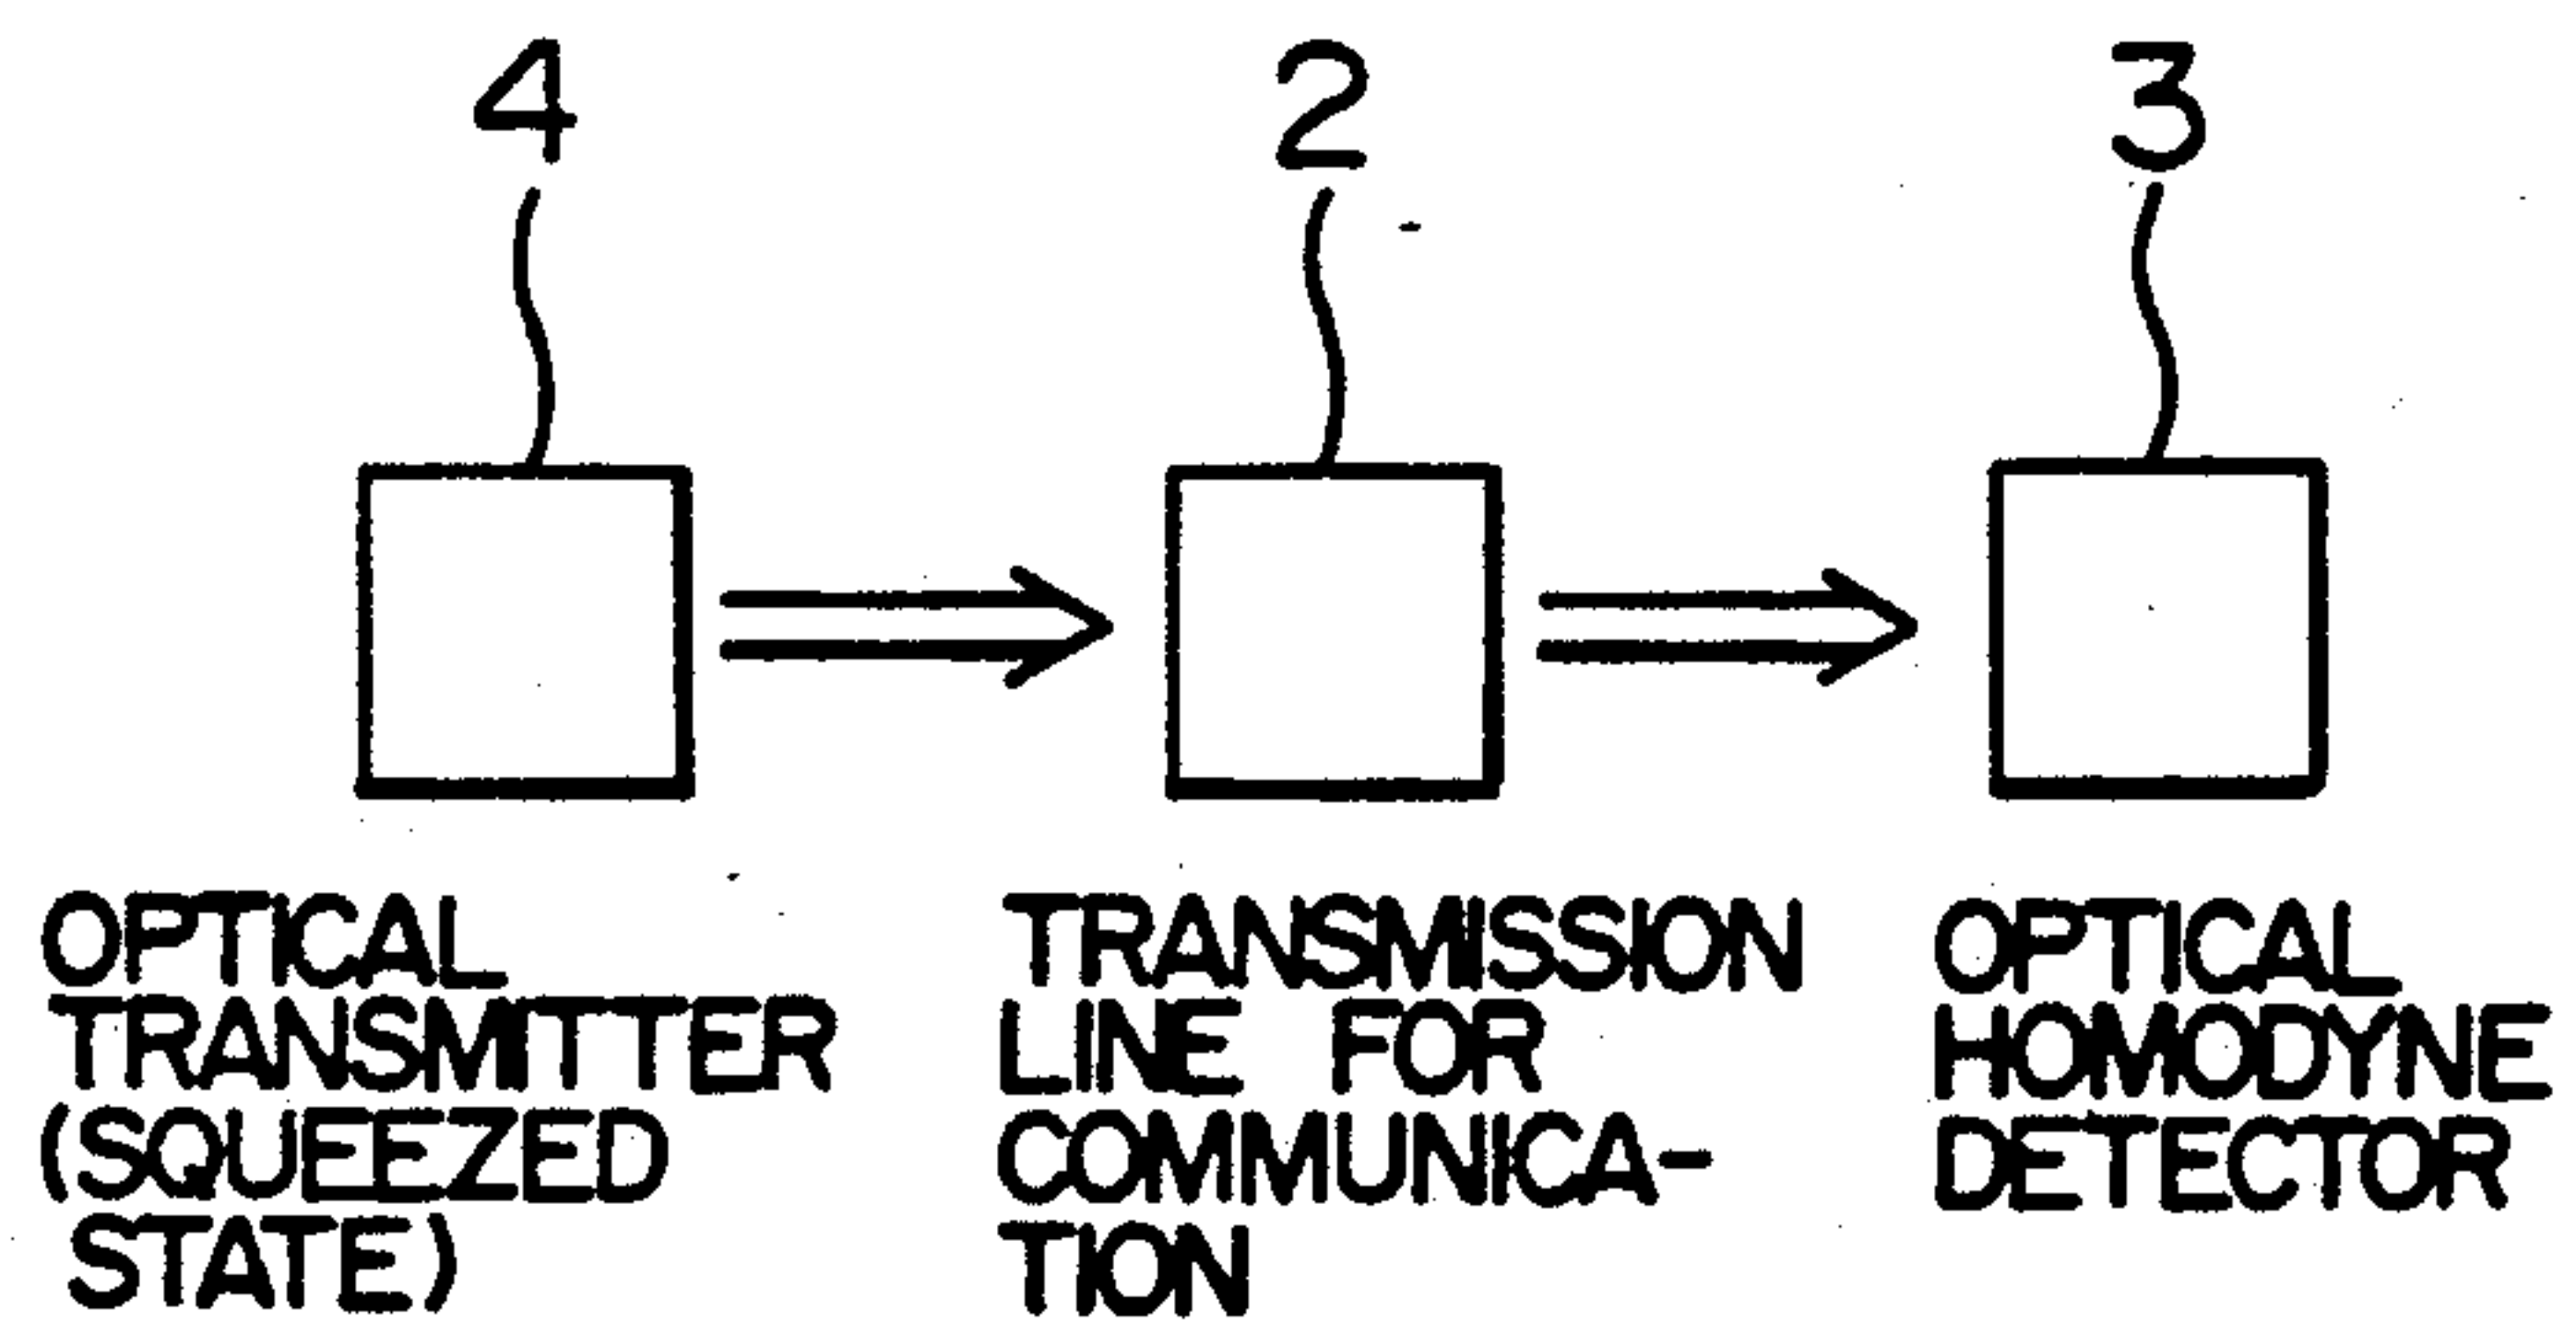 4
2
3
OPTICAL
TRANSMITTER
(SQUEEZED
STATE)
TRANSMISSION
LINE FOR
COMMUNICA-
TION
OPTICAL
HOMODYNE
DETECTOR